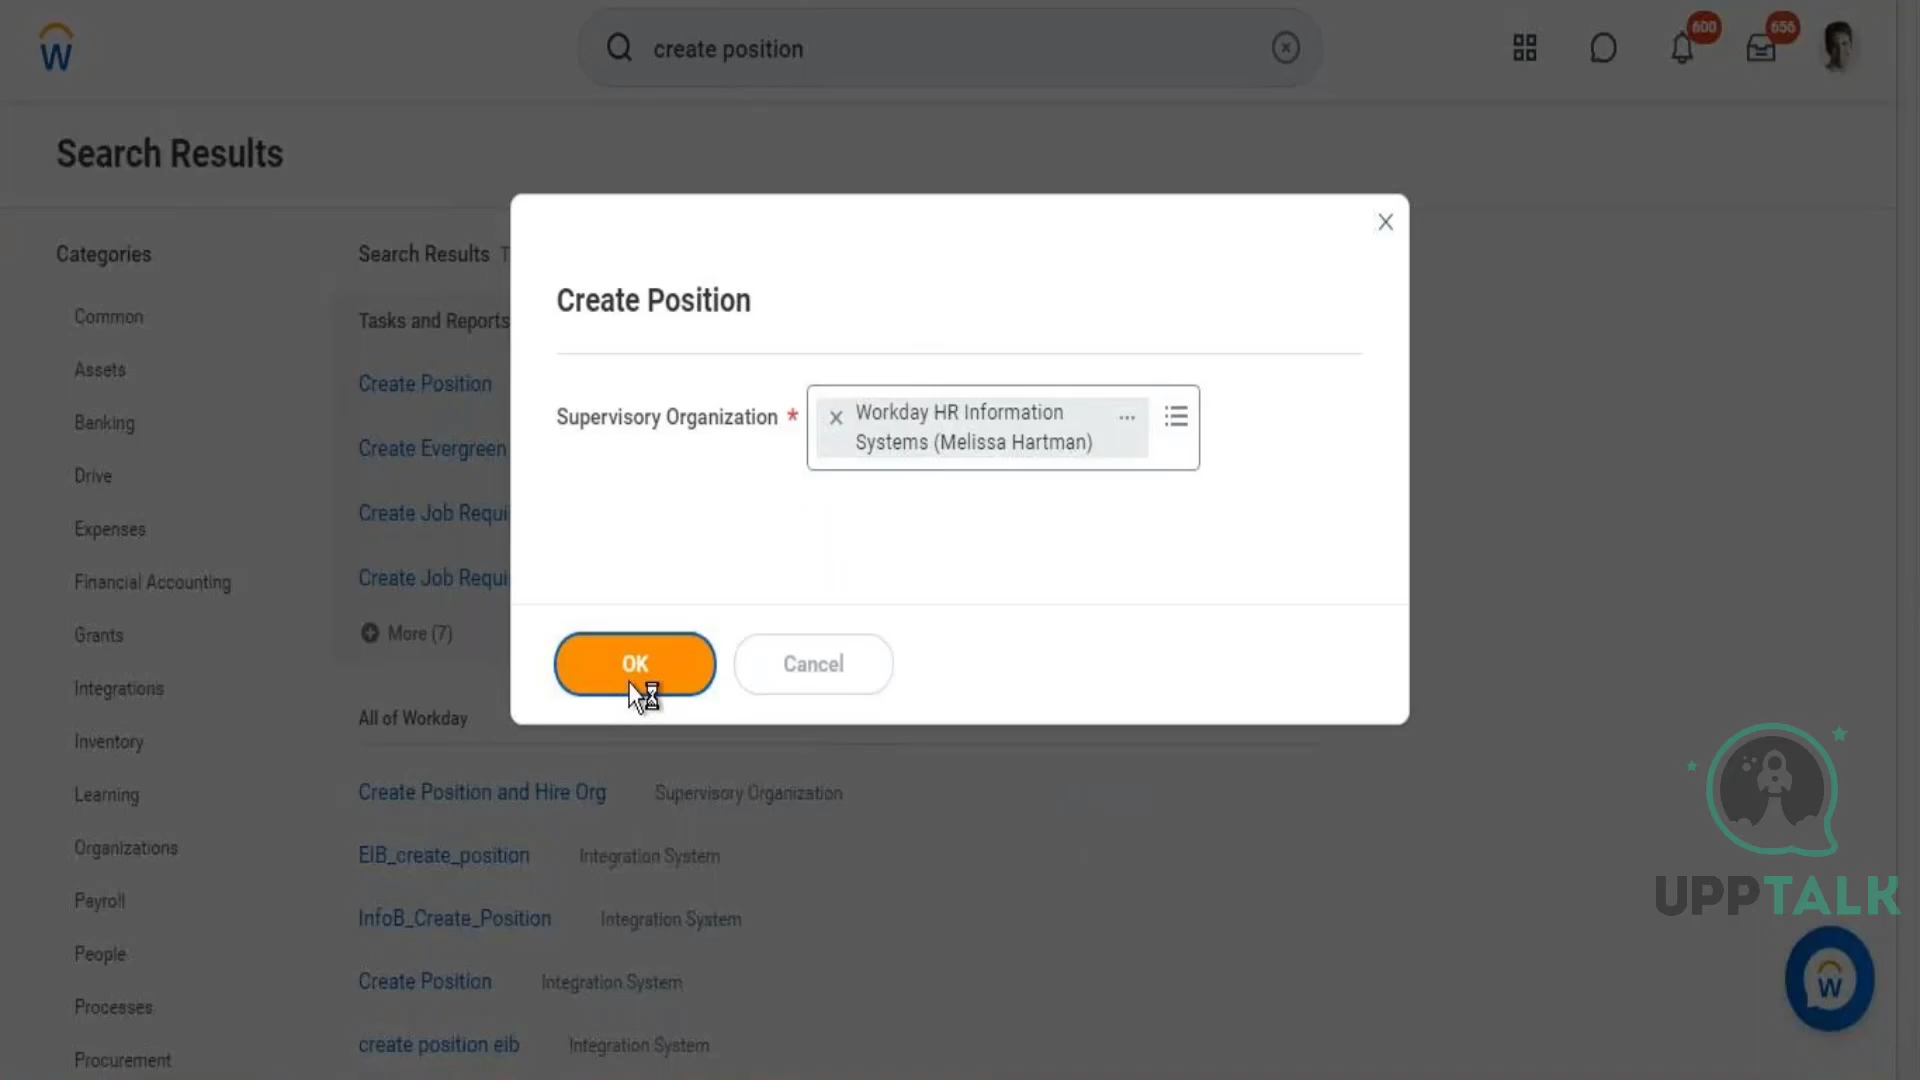 W
create position
600
656
Search Results
Categories
Common
Assets
Banking
Drive
Expenses
Financial Accounting
Grants
Integrations
Inventory
Learning
Organizations
Payroll
People
Processes
Procurement
Search Results T
Tasks and Reports
Create Position
Create Evergreen
Create Job Requi
Create Job Requi
More (7)
All of Workday
Create Position and Hire Org Supervisory Organization
EIB_create_position Integration System
InfoB_Create_Position Integration System
Create Position Integration System
create position eib Integration System
Create Position
Supervisory Organization *
Workday HR Information
Systems (Melissa Hartman)
OK
Cancel
UPPTALK
W